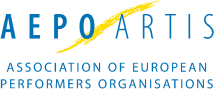 AEPO ARTIS
ASSOCIATION OF EUROPEAN
PERFORMERS ORGANISATIONS